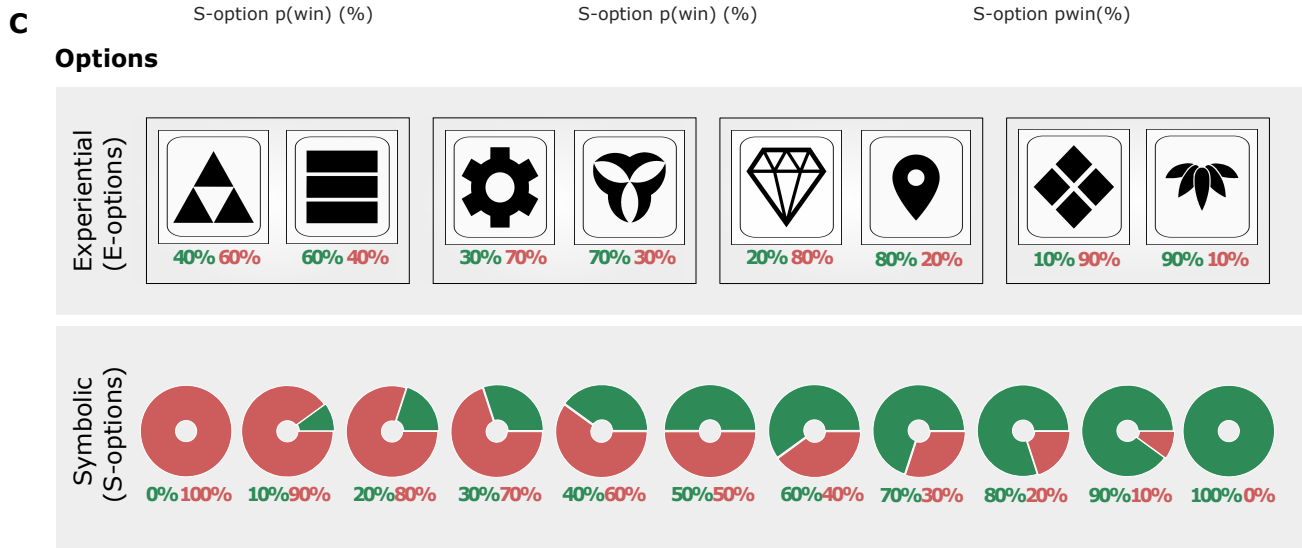 S-option p(win) (%) S-option p(win) (%) S-option pwin(%)
C
Options
Experiential
(E-options)
40% 60% 60% 40% 30% 70% 70% 30% 20% 80% 80% 20% 10% 90% 90% 10%
Symbolic
(S-options)
0% 100% 10% 90% 20% 80% 30% 70% 40% 60% 50% 50% 60% 40% 70% 30% 80% 20% 90% 10% 100% 0%